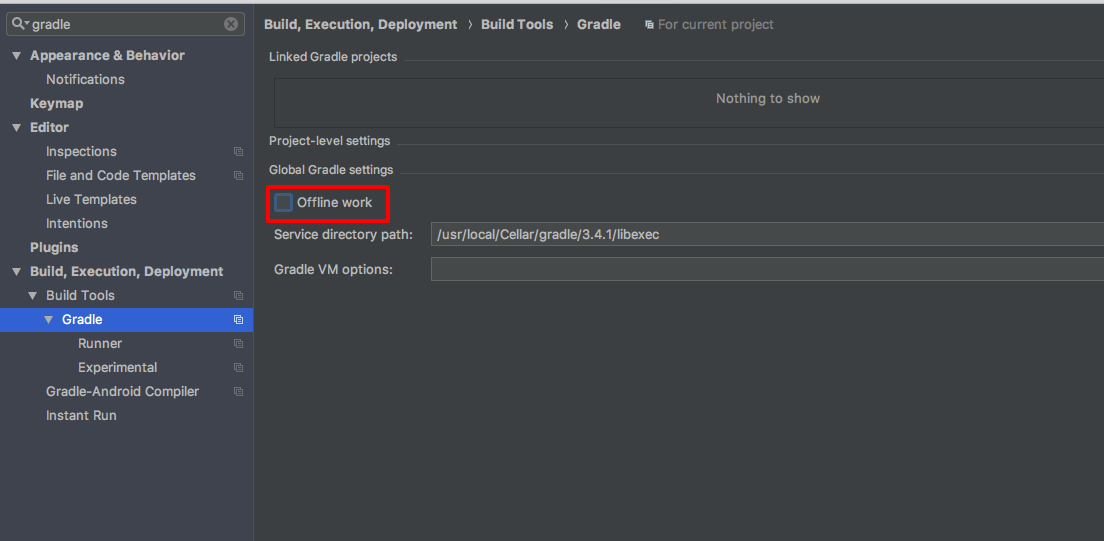 gradle
Appearance & Behavior
Notifications
Keymap
Editor
Inspections
File and Code Templates
Live Templates
Intentions
Plugins
Build, Execution, Deployment
Build Tools
Gradle
Runner
Experimental
Gradle-Android Compiler
Instant Run
Build, Execution, Deployment › Build Tools › Gradle For current project
Linked Gradle projects
Nothing to show
Project-level settings
Global Gradle settings
Offline work
Service directory path: /usr/local/Cellar/gradle/3.4.1/libexec
Gradle VM options: